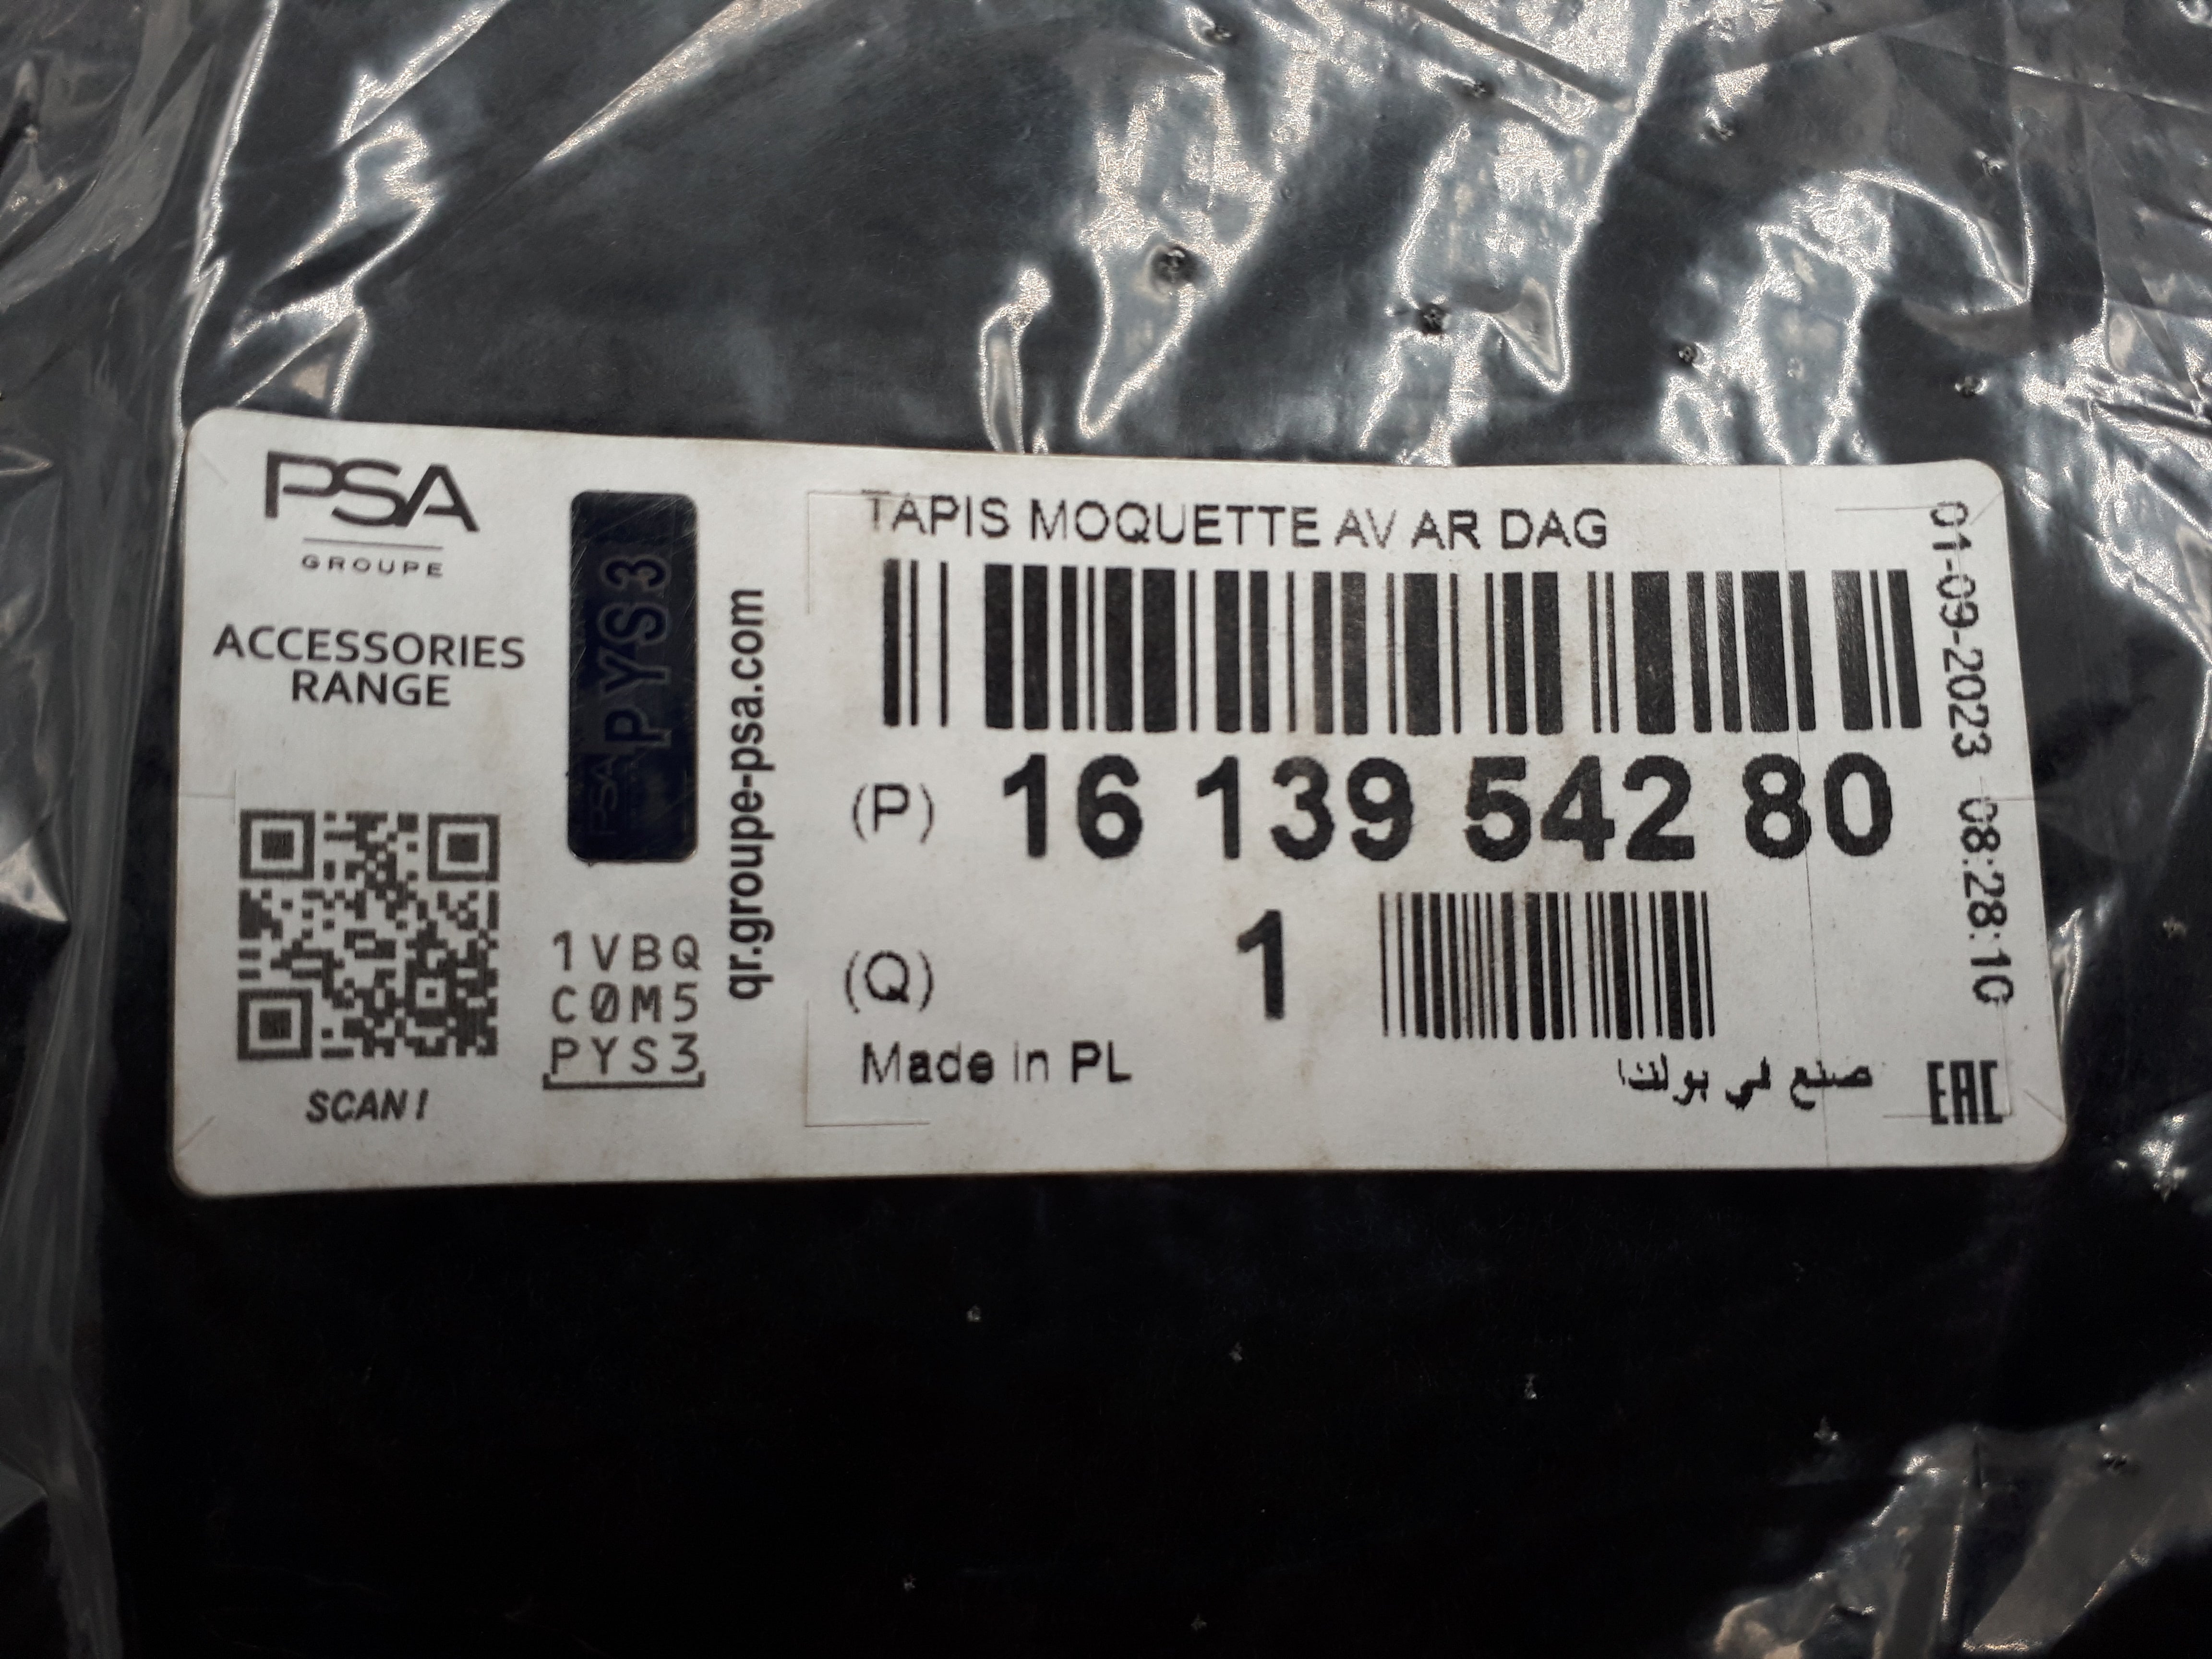 PSA
GROUPE
ACCESSORIES
RANGE
SCAN !
PYS3
PSA
1VBQ
C0M5
PYS3
qr.groupe-psa.com
TAPIS MOQUETTE AV AR DAG
(P) 16 139 542 80
(Q) 1
Made in PL
صنع في بولندا
01-09-2023 08:28:10
EAC